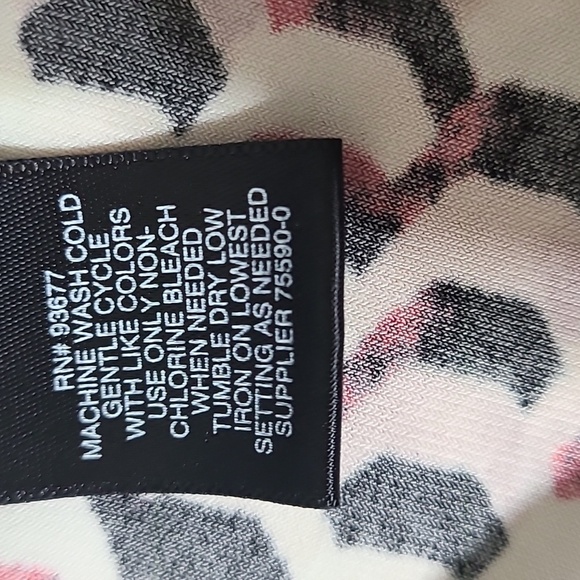 RN# 93677
MACHINE WASH COLD
GENTLE CYCLE
WITH LIKE COLORS
USE ONLY NON-
CHLORINE BLEACH
WHEN NEEDED
TUMBLE DRY LOW
IRON ON LOWEST
SETTING AS NEEDED
SUPPLIER 75590-0